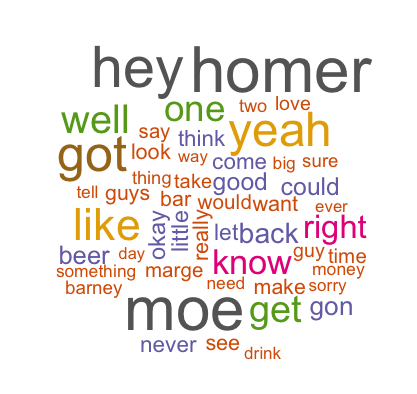 hey homer
well one two love
say think yeah
got look way come big sure
thing take good could
tell guys bar would want ever
like okay little really let back right
beer day know guy time
something marge need make money
barney moe get sorry gon
never see drink